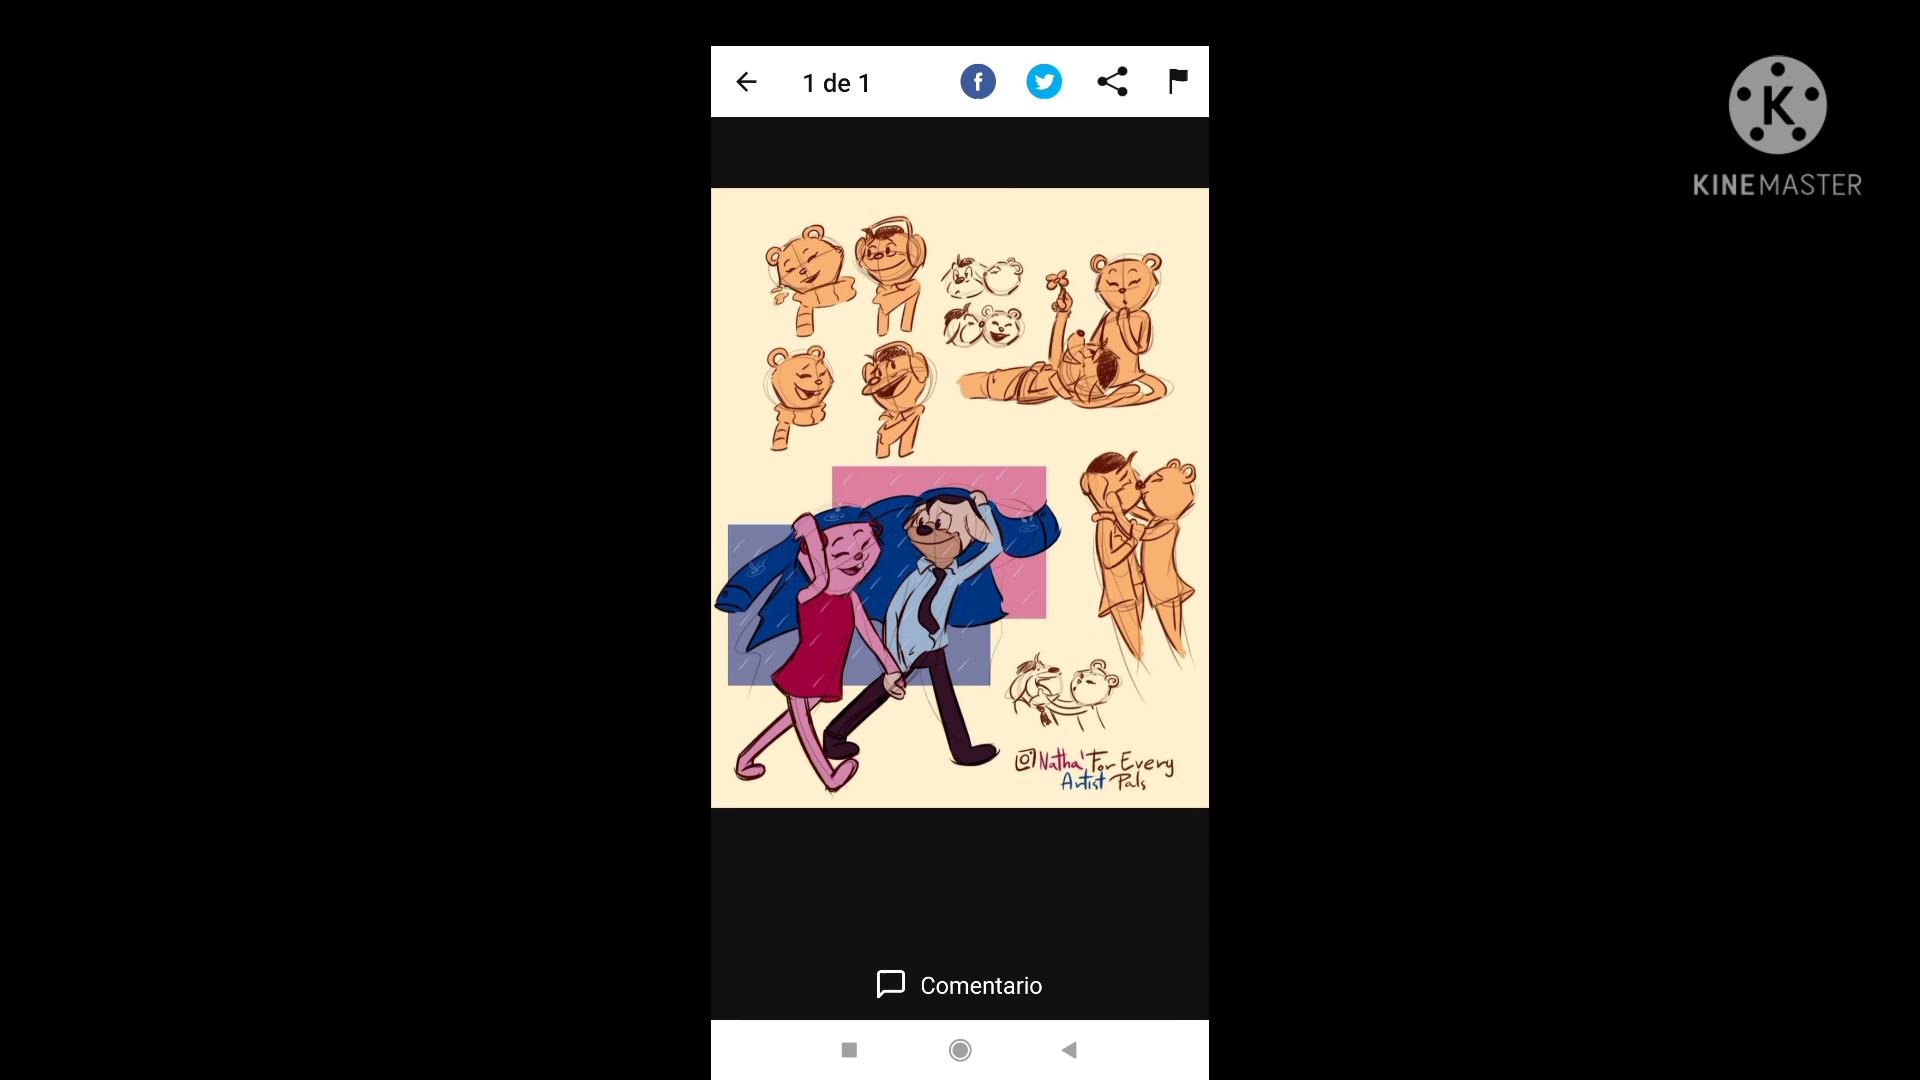 1 de 1
f
K
KINEMASTER
Natha' For Every
Artist Pals
Comentario